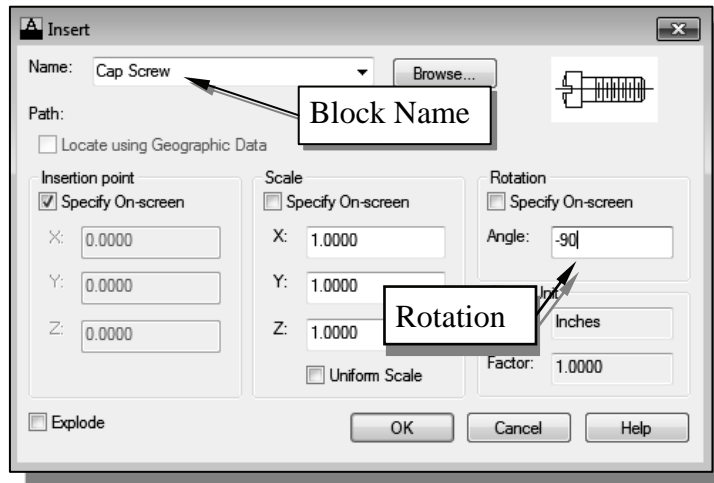 Insert
Name: Cap Screw Browse...
Block Name
Path:
Locate using Geographic Data
Insertion point
Specify On-screen
X: 0.0000
Y: 0.0000
Z: 0.0000
Scale
Specify On-screen
X: 1.0000
Y: 1.0000
Z: 1.0000
Uniform Scale
Rotation
Specify On-screen
Angle: -90
Rotation
Inches
Factor: 1.0000
Explode
OK Cancel Help